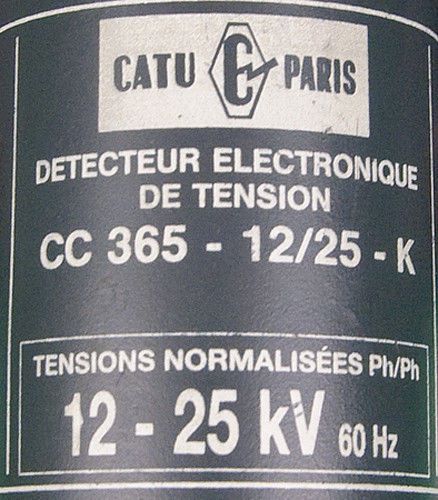 CATU C PARIS
DETECTEUR ELECTRONIQUE
DE TENSION
CC 365 - 12/25 - K
TENSIONS NORMALISÉES Ph/Ph
12 - 25 kV 60 Hz